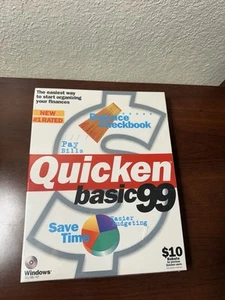 The easiest way
to start organizing
your finances
NEW
#1 RATED
Balance
Checkbook
Pay
Bills
Quicken
basic 99
Easier
Budgeting
Save
Time
$10
Rebate
Windows